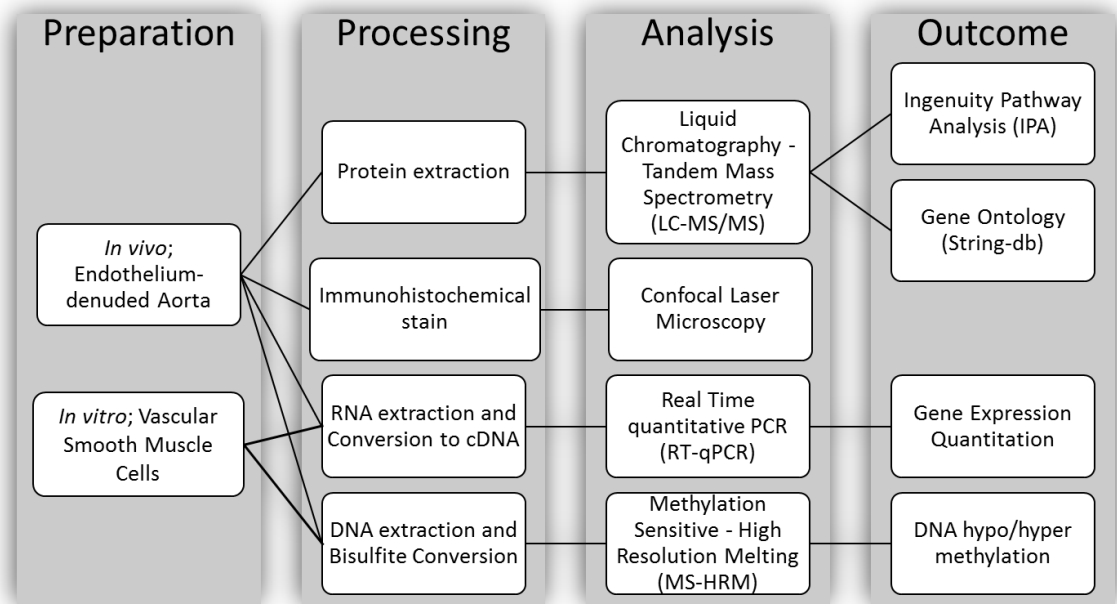 Preparation
In vivo;
Endothelium-
denuded Aorta
In vitro; Vascular
Smooth Muscle
Cells
Processing
Protein extraction
Immunohistochemical
stain
RNA extraction and
Conversion to cDNA
DNA extraction and
Bisulfite Conversion
Analysis
Liquid
Chromatography -
Tandem Mass
Spectrometry
(LC-MS/MS)
Confocal Laser
Microscopy
Real Time
quantitative PCR
(RT-qPCR)
Methylation
Sensitive - High
Resolution Melting
(MS-HRM)
Outcome
Ingenuity Pathway
Analysis (IPA)
Gene Ontology
(String-db)
Gene Expression
Quantitation
DNA hypo/hyper
methylation